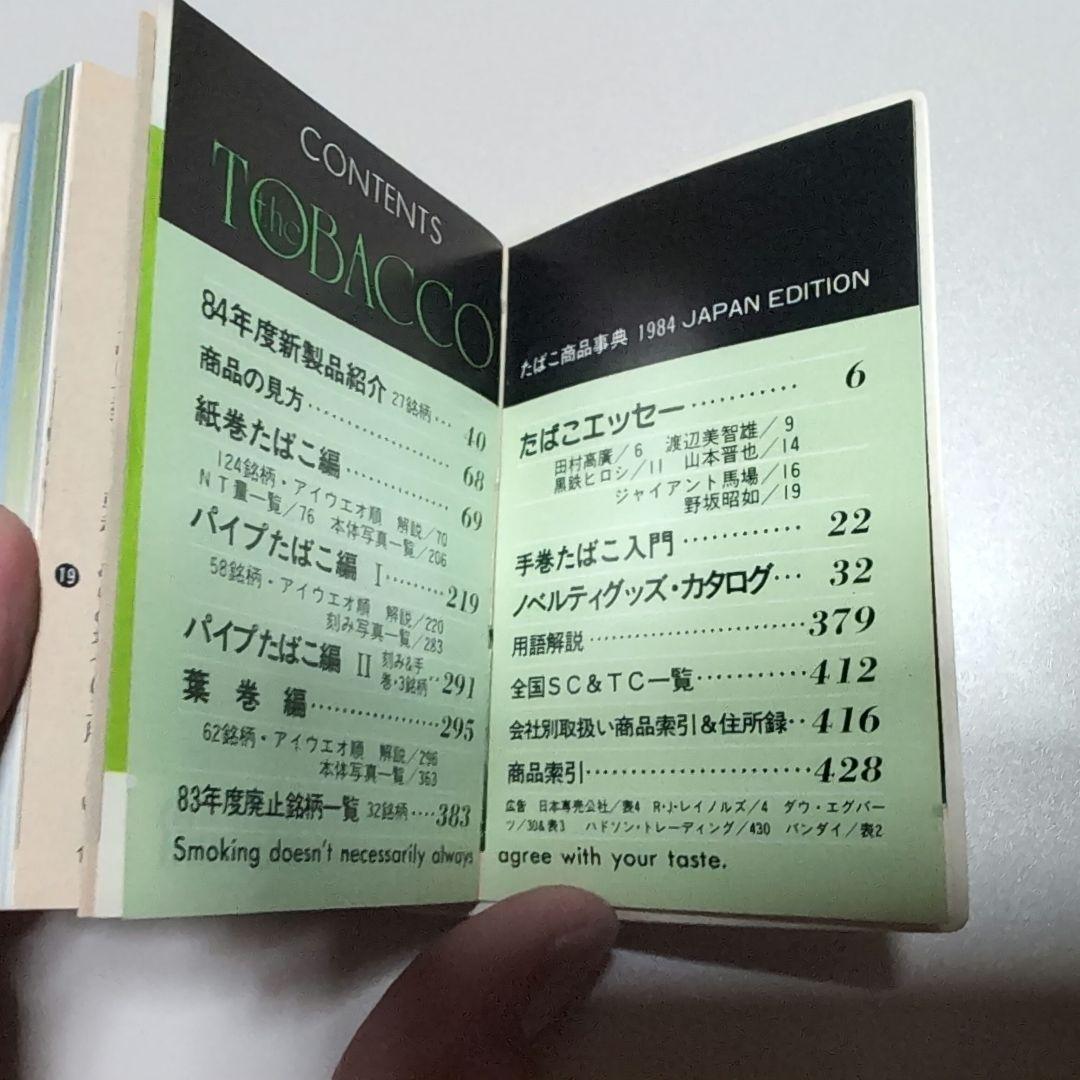 CONTENTS
the TOBACCO
84年度新製品紹介 27銘柄… 40
商品の見方………… 68
紙巻たばこ編………… 69
124銘柄・アイウエオ順 解説/70
NT量一覧/76 本体写真一覧/206
パイプたばこ編 I……219
58銘柄・アイウエオ順 解説/220
刻み写真一覧/283
パイプたばこ編 II 刻み&手巻・3銘柄…291
葉巻編…………295
62銘柄・アイウエオ順 解説/296
本体写真一覧/363
83年度廃止銘柄一覧 32銘柄……383
Smoking doesn't necessarily always
たばこ商品事典 1984 JAPAN EDITION
たばこエッセー………… 6
田村高廣/6 渡辺美智雄/9
黒鉄ヒロシ/11 山本晋也/14
ジャイアント馬場/16
野坂昭如/19
手巻たばこ入門………… 22
ノベルティグッズ・カタログ… 32
用語解説…………379
全国SC&TC一覧…………412
会社別取扱い商品索引&住所録‥416
商品索引…………428
広告 日本専売公社/表4 R・J・レイノルズ/4 ダウ・エグバー
ツ/30&表3 ハドソン・トレーディング/430 バンダイ/表2
agree with your taste.
19